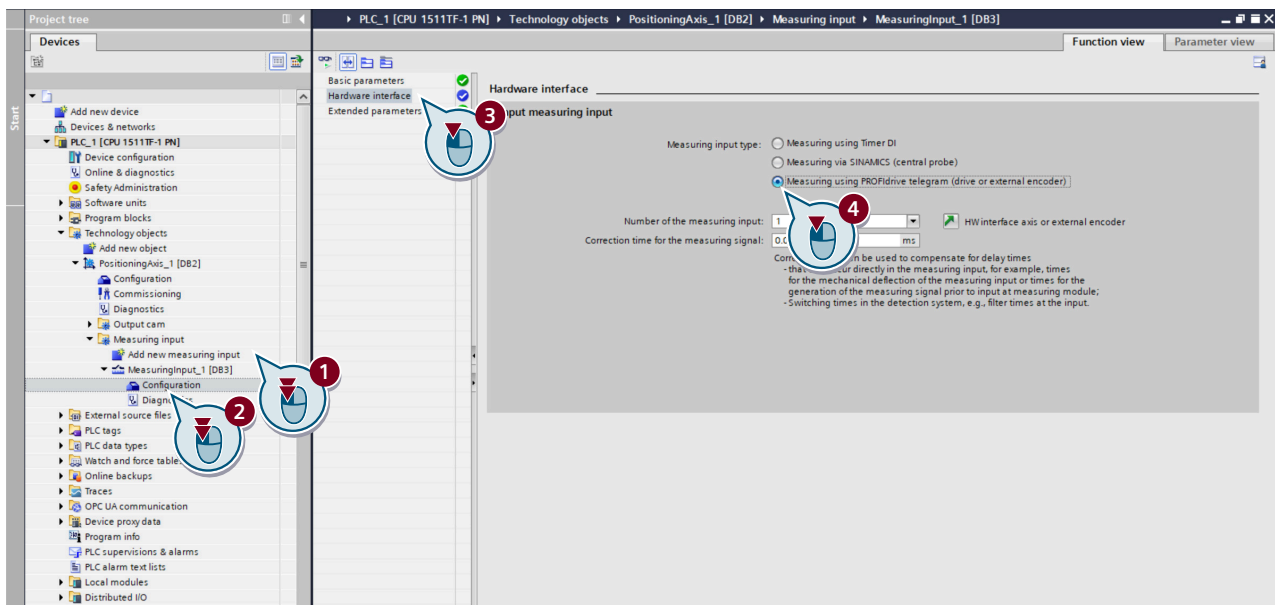 Project tree
PLC_1 [CPU 1511TF-1 PN] Technology objects PositioningAxis_1 [DB2] Measuring input MeasuringInput_1 [DB3]
Devices
Function view
Parameter view
Start
Add new device
Devices & networks
PLC_1 [CPU 1511TF-1 PN]
Device configuration
Online & diagnostics
Safety Administration
Software units
Program blocks
Technology objects
Add new object
PositioningAxis_1 [DB2]
Configuration
Commissioning
Diagnostics
Output cam
Measuring input
Add new measuring input
MeasuringInput_1 [DB3]
Configuration
External source files
PLC tags
PLC data types
Watch and force table
Online backups
Traces
OPC UA communication
Device proxy data
Program info
PLC supervisions & alarms
PLC alarm text lists
Local modules
Distributed I/O
1
2
Basic parameters
Hardware interface
Extended parameters
3
Hardware interface
put measuring input
Measuring input type:
Measuring using Timer DI
Measuring via SINAMICS (central probe)
Measuring using PROFIdrive telegram (drive or external encoder)
4
Number of the measuring input: 1
HW interface axis or external encoder
Correction time for the measuring signal: 0.0 ms
be used to compensate for delay times
directly in the measuring input, for example, times
for the mechanical deflection of the measuring input or times for the
generation of the measuring signal prior to input at measuring module;
- Switching times in the detection system, e.g., filter times at the input.